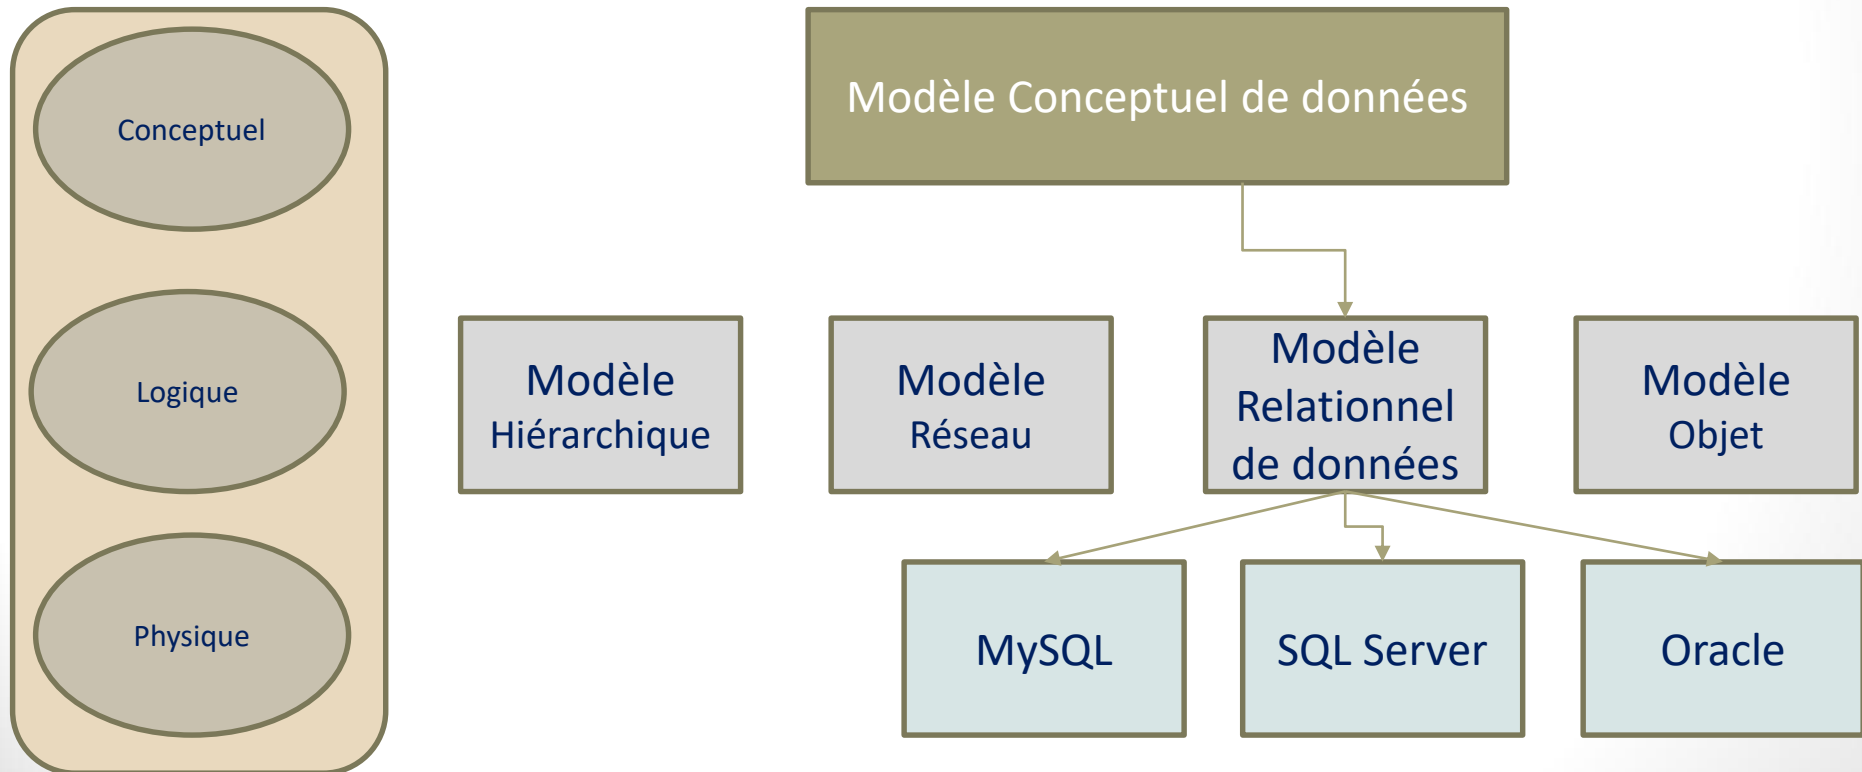 Conceptuel
Modèle Conceptuel de données
Logique
Modèle
Hiérarchique
Modèle
Réseau
Modèle
Relationnel
de données
Modèle
Objet
Physique
MySQL
SQL Server
Oracle